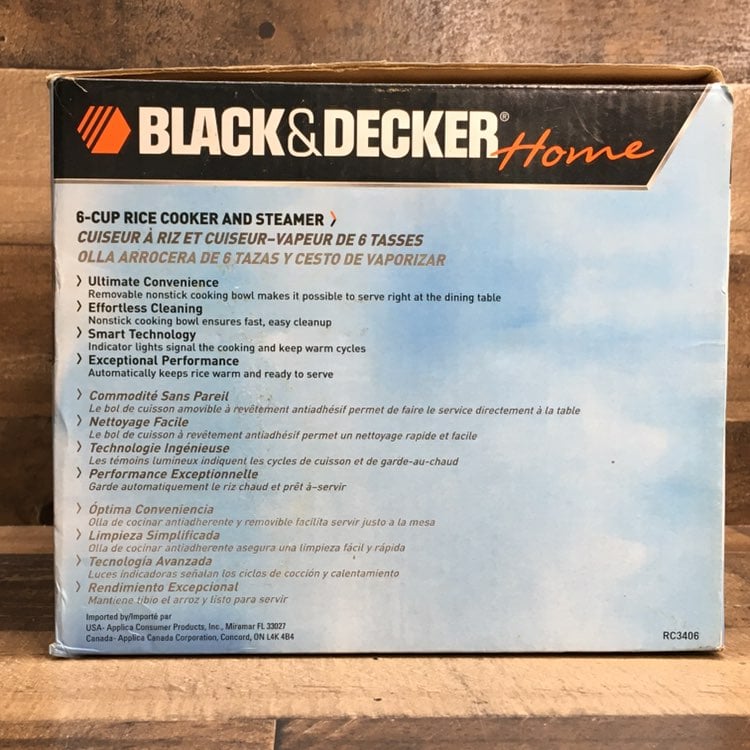 BLACK&DECKER® Home
6-CUP RICE COOKER AND STEAMER 〉
CUISEUR À RIZ ET CUISEUR-VAPEUR DE 6 TASSES
OLLA ARROCERA DE 6 TAZAS Y CESTO DE VAPORIZAR
〉 Ultimate Convenience
Removable nonstick cooking bowl makes it possible to serve right at the dining table
〉 Effortless Cleaning
Nonstick cooking bowl ensures fast, easy cleanup
〉 Smart Technology
Indicator lights signal the cooking and keep warm cycles
〉 Exceptional Performance
Automatically keeps rice warm and ready to serve
〉 Commodité Sans Pareil
Le bol de cuisson amovible à revêtement antiadhésif permet de faire le service directement à la table
〉 Nettoyage Facile
Le bol de cuisson à revêtement antiadhésif permet un nettoyage rapide et facile
〉 Technologie Ingénieuse
Les témoins lumineux indiquent les cycles de cuisson et de garde-au-chaud
〉 Performance Exceptionnelle
Garde automatiquement le riz chaud et prêt à-servir
〉 Óptima Conveniencia
Olla de cocinar antiadherente y removible facilita servir justo a la mesa
〉 Limpieza Simplificada
Olla de cocinar antiadherente asegura una limpieza fácil y rápida
〉 Tecnología Avanzada
Luces indicadoras señalan los ciclos de cocción y calentamiento
〉 Rendimiento Excepcional
Mantiene tibio el arroz y listo para servir
Imported by/Importé par
USA- Applica Consumer Products, Inc., Miramar FL 33027
Canada- Applica Canada Corporation, Concord, ON L4K 4B4
RC3406